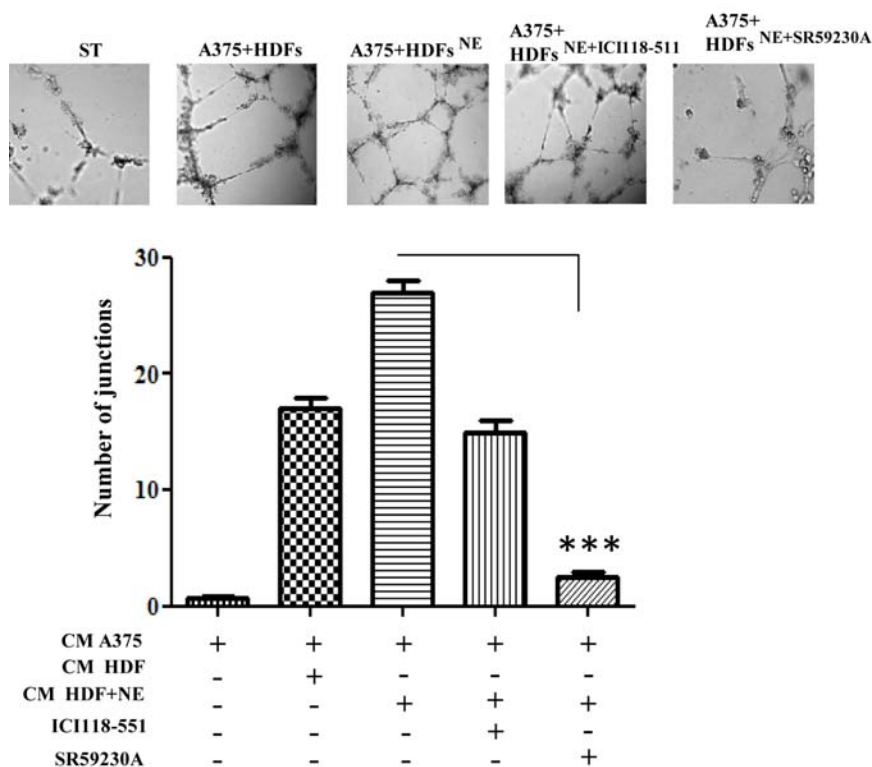 ST
A375+HDFs
A375+HDFs NE
A375+
HDFs NE+ICI118-511
A375+
HDFs NE+SR59230A
30
20
10
0
Number of junctions
***
CM A375 + + + + +
CM HDF - + - - -
CM HDF+NE - - + + +
ICI118-551 - - - + -
SR59230A - - - - +